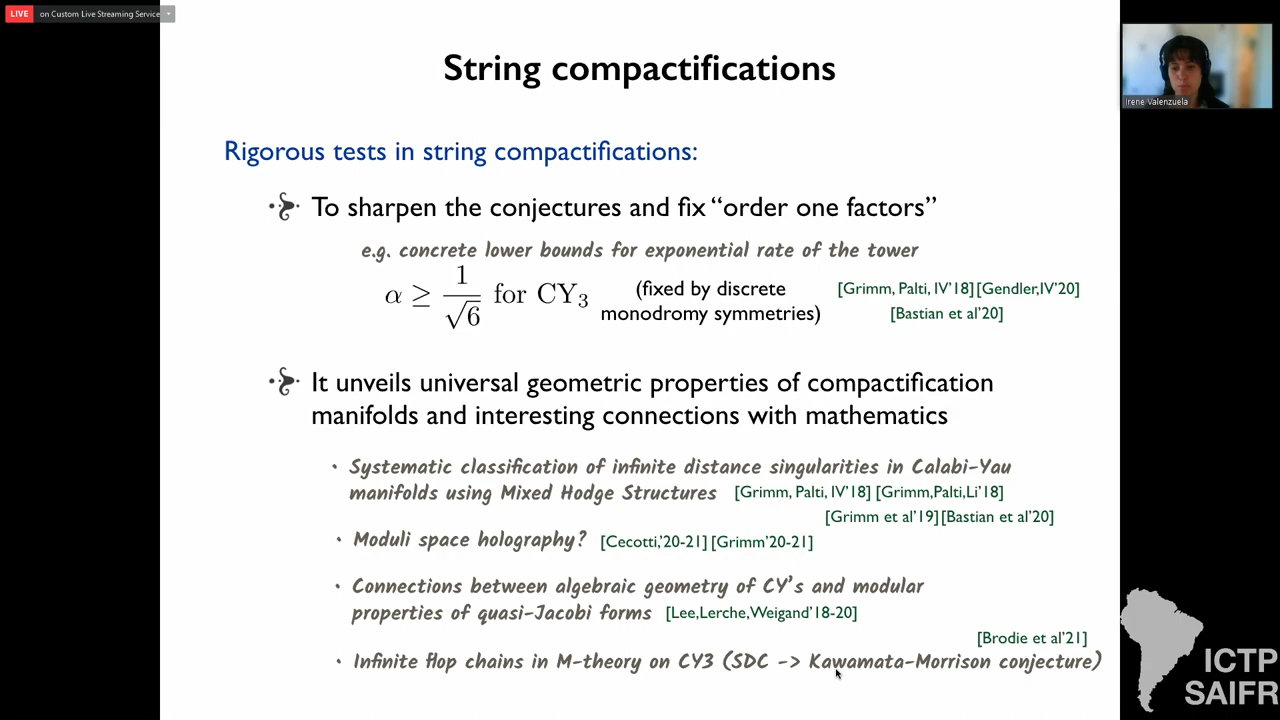 LIVE on Custom Live Streaming Service
Irene Valenzuela
String compactifications
Rigorous tests in string compactifications:
To sharpen the conjectures and fix “order one factors”
e.g. concrete lower bounds for exponential rate of the tower
α ≥ 1/√6 for CY₃ (fixed by discrete [Grimm, Palti, IV’18][Gendler,IV’20]
monodromy symmetries) [Bastian et al’20]
It unveils universal geometric properties of compactification
manifolds and interesting connections with mathematics
· Systematic classification of infinite distance singularities in Calabi-Yau
manifolds using Mixed Hodge Structures [Grimm, Palti, IV’18] [Grimm,Palti,Li’18]
[Grimm et al’19][Bastian et al’20]
· Moduli space holography? [Cecotti,’20-21] [Grimm’20-21]
· Connections between algebraic geometry of CY’s and modular
properties of quasi-Jacobi forms [Lee,Lerche,Weigand’18-20]
[Brodie et al’21]
· Infinite flop chains in M-theory on CY3 (SDC -> Kawamata-Morrison conjecture)
ICTP
SAIFR